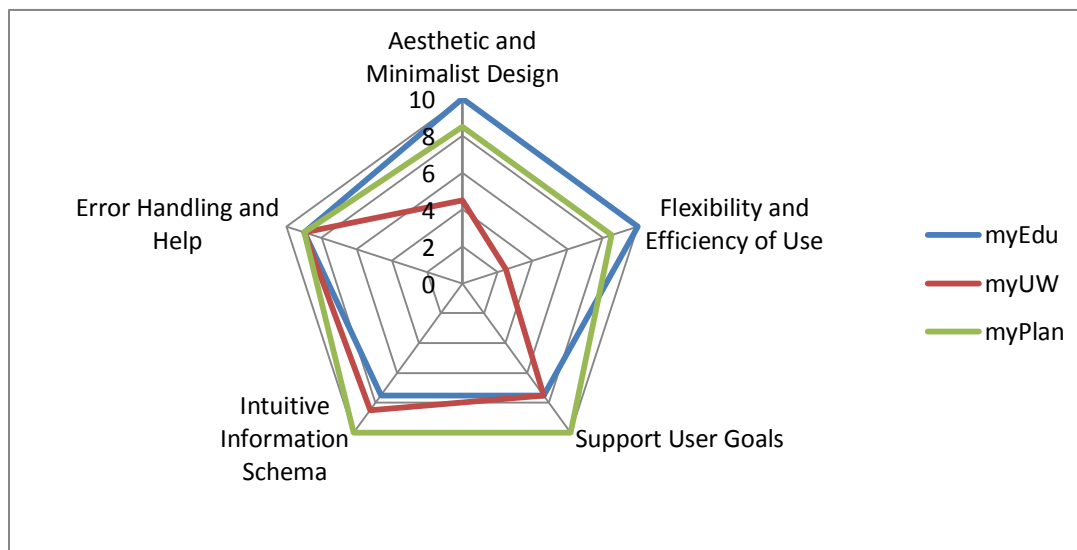 Aesthetic and
Minimalist Design
10
8
6
4
2
0
Flexibility and
Efficiency of Use
Support User Goals
Intuitive
Information
Schema
Error Handling and
Help
myEdu
myUW
myPlan